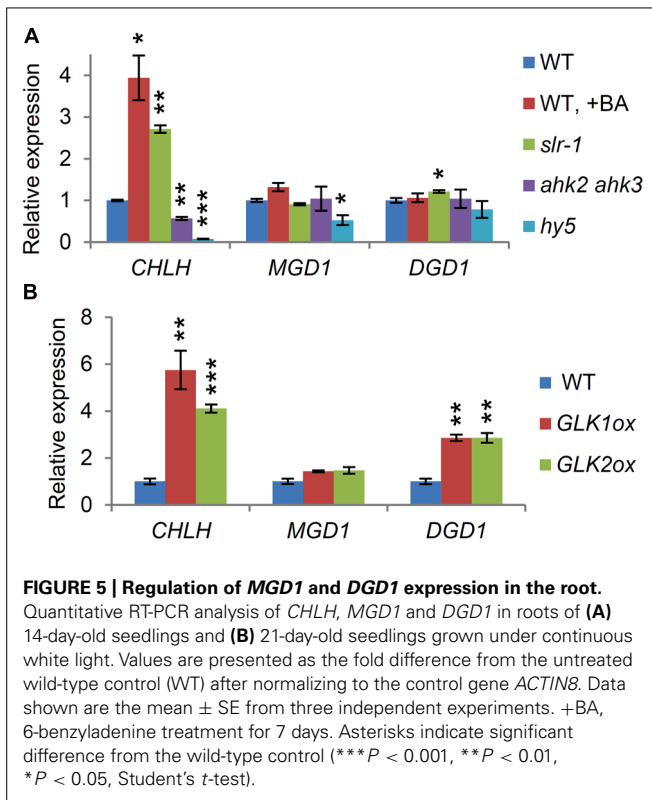 A
Relative expression
4
3
2
1
0
*
**
**
***
*
*
CHLH
MGD1
DGD1
WT
WT, +BA
slr-1
ahk2 ahk3
hy5
B
Relative expression
8
6
4
2
0
**
***
**
**
CHLH
MGD1
DGD1
WT
GLK1ox
GLK2ox
FIGURE 5 | Regulation of MGD1 and DGD1 expression in the root.
Quantitative RT-PCR analysis of CHLH, MGD1 and DGD1 in roots of (A)
14-day-old seedlings and (B) 21-day-old seedlings grown under continuous
white light. Values are presented as the fold difference from the untreated
wild-type control (WT) after normalizing to the control gene ACTIN8. Data
shown are the mean ± SE from three independent experiments. +BA,
6-benzyladenine treatment for 7 days. Asterisks indicate significant
difference from the wild-type control (***P < 0.001, **P < 0.01,
*P < 0.05, Student's t-test).